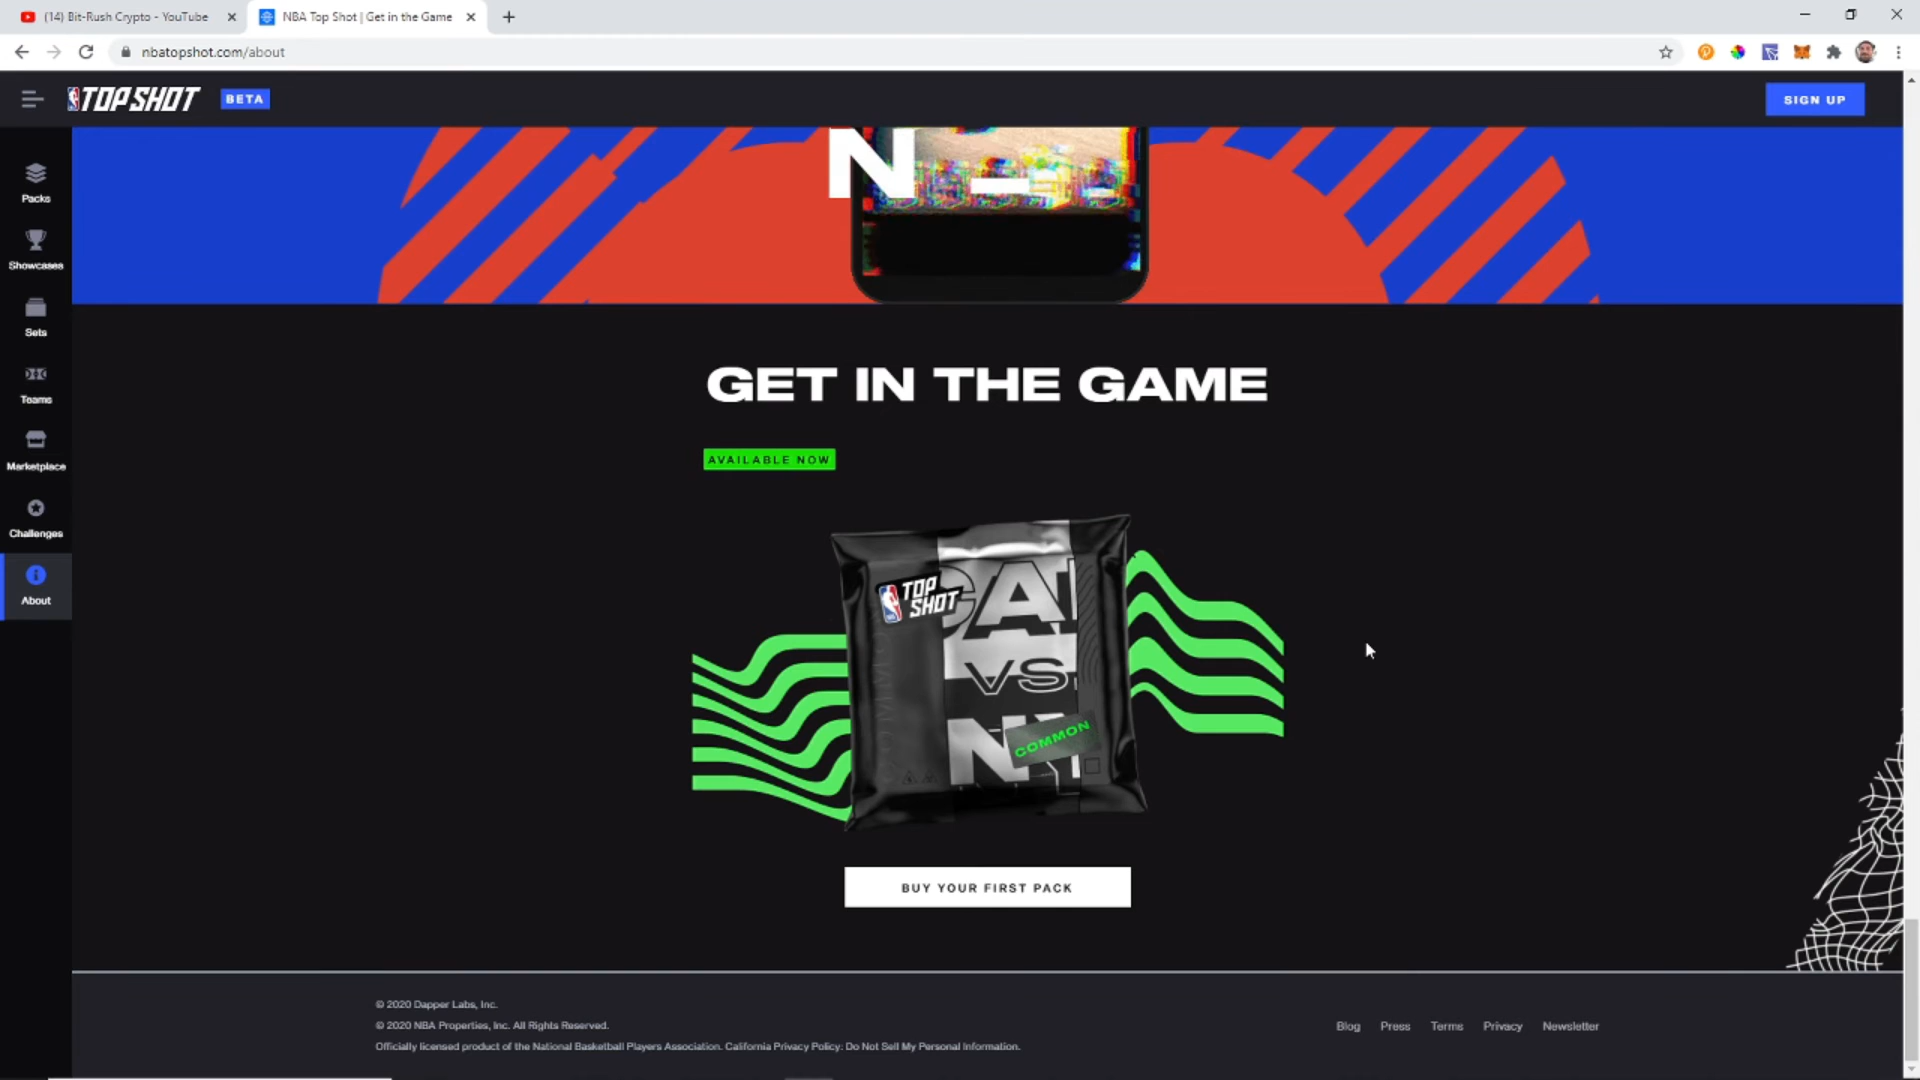 (14) Bit-Rush Crypto - YouTube
NBA Top Shot | Get in the Game
nbatopshot.com/about
TOP SHOT
BETA
SIGN UP
Packs
Showcases
Sets
Teams
Marketplace
Challenges
About
N
GET IN THE GAME
AVAILABLE NOW
TOP
SHOT
VS
COMMON
BUY YOUR FIRST PACK
© 2020 Dapper Labs, Inc.
© 2020 NBA Properties, Inc. All Rights Reserved.
Officially licensed product of the National Basketball Players Association. California Privacy Policy: Do Not Sell My Personal Information.
Blog Press Terms Privacy Newsletter